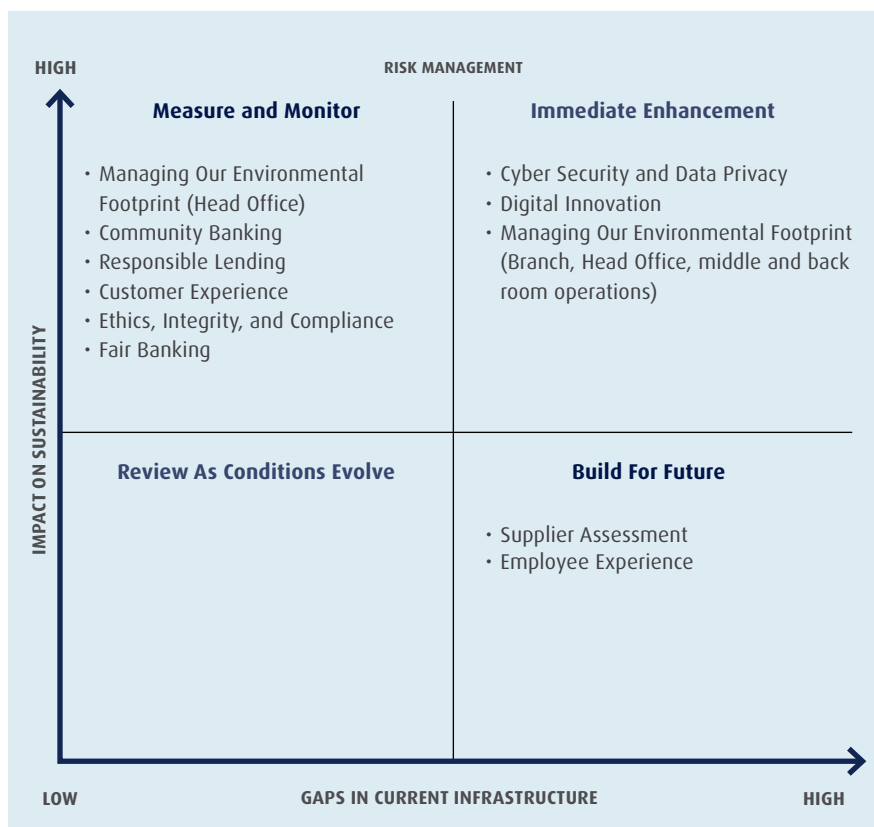 HIGH
RISK MANAGEMENT
Measure and Monitor
• Managing Our Environmental
Footprint (Head Office)
• Community Banking
• Responsible Lending
• Customer Experience
• Ethics, Integrity, and Compliance
• Fair Banking
Immediate Enhancement
• Cyber Security and Data Privacy
• Digital Innovation
• Managing Our Environmental Footprint
(Branch, Head Office, middle and back
room operations)
IMPACT ON SUSTAINABILITY
Review As Conditions Evolve
Build For Future
• Supplier Assessment
• Employee Experience
LOW
GAPS IN CURRENT INFRASTRUCTURE
HIGH